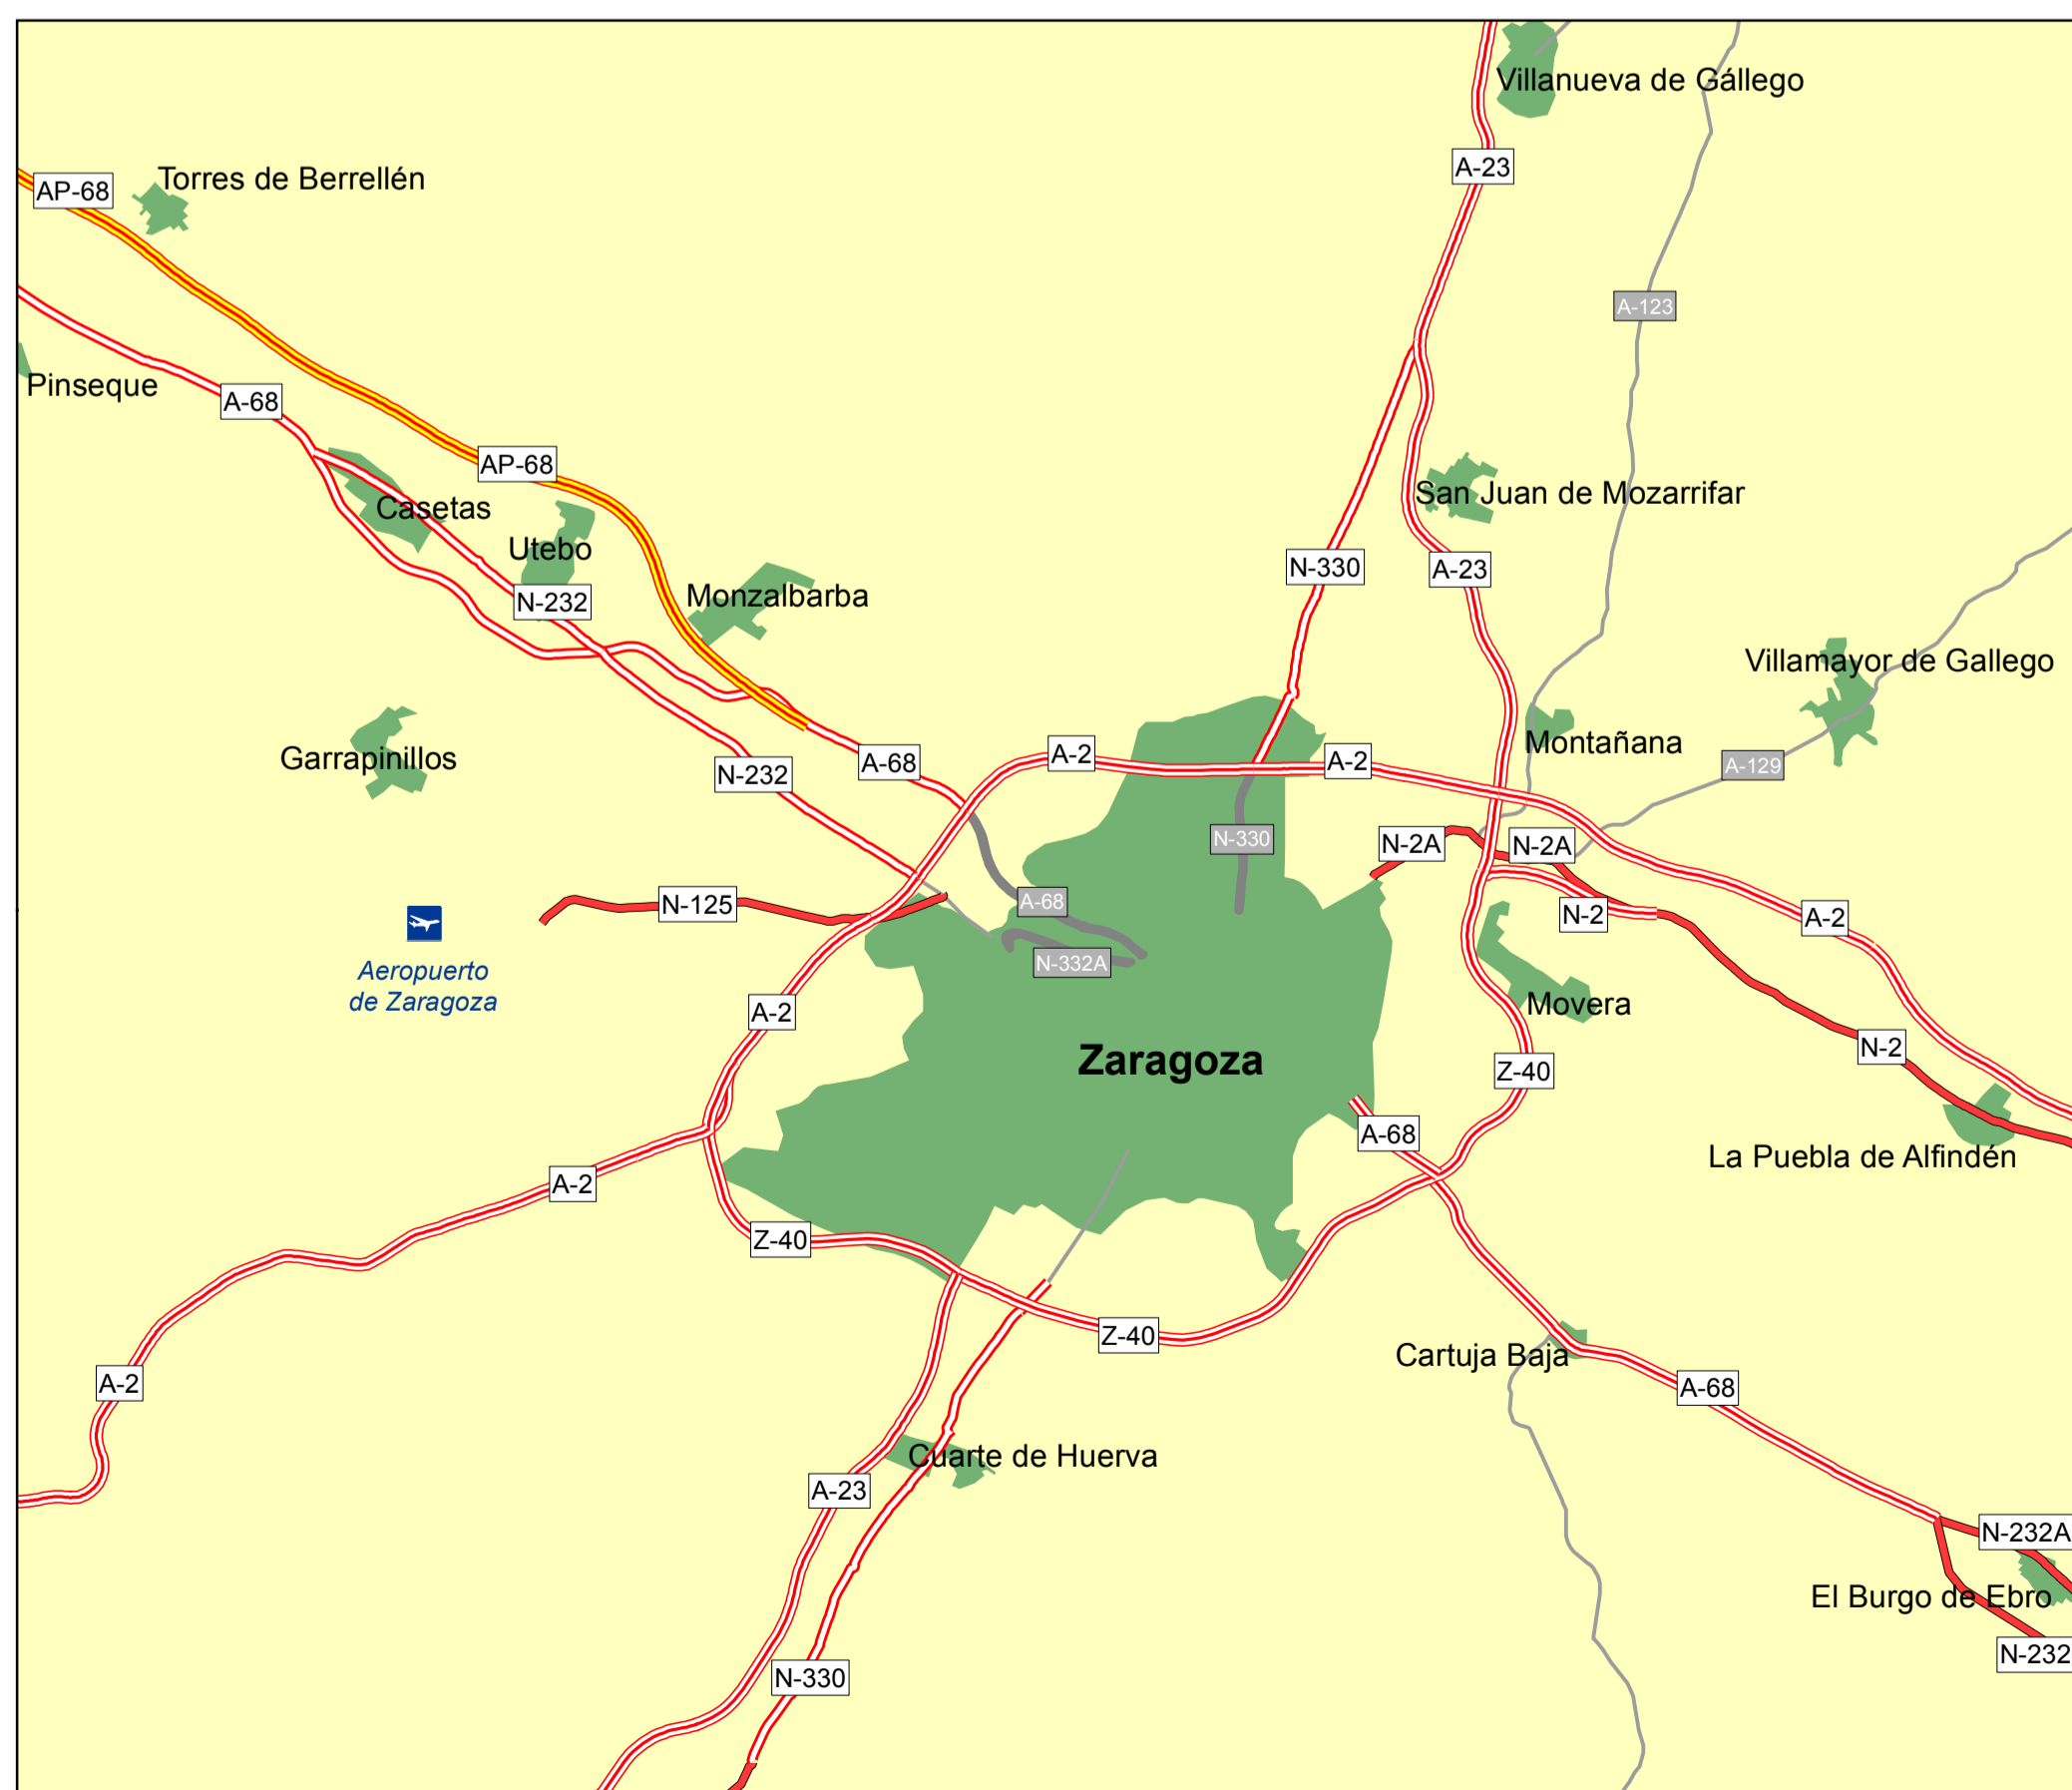 Villanueva de Gállego
A-23
Torres de Berrellén
AP-68
A-123
Pinseque
A-68
AP-68
San Juan de Mozarrifar
Casetas
Utebo
N-330
A-23
Monzalbarba
N-232
Villamayor de Gallego
Montañana
Garrapinillos
A-2
A-2
A-68
A-129
N-232
N-330
N-2A
N-2A
N-125
A-68
N-2
A-2
N-332A
Aeropuerto
de Zaragoza
A-2
Movera
Zaragoza
N-2
Z-40
A-68
La Puebla de Alfindén
A-2
Z-40
Z-40
Cartuja Baja
A-2
A-68
Cuarte de Huerva
A-23
N-232A
El Burgo de Ebro
N-232
N-330